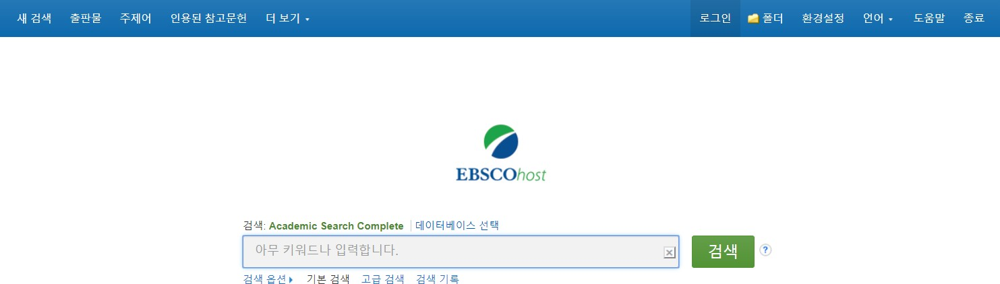 새 검색 출판물 주제어 인용된 참고문헌 더 보기 로그인 폴더 환경설정 언어 도움말 종료
EBSCOhost
검색: Academic Search Complete 데이터베이스 선택
아무 키워드나 입력합니다. 검색 ?
검색 옵션 기본 검색 고급 검색 검색 기록